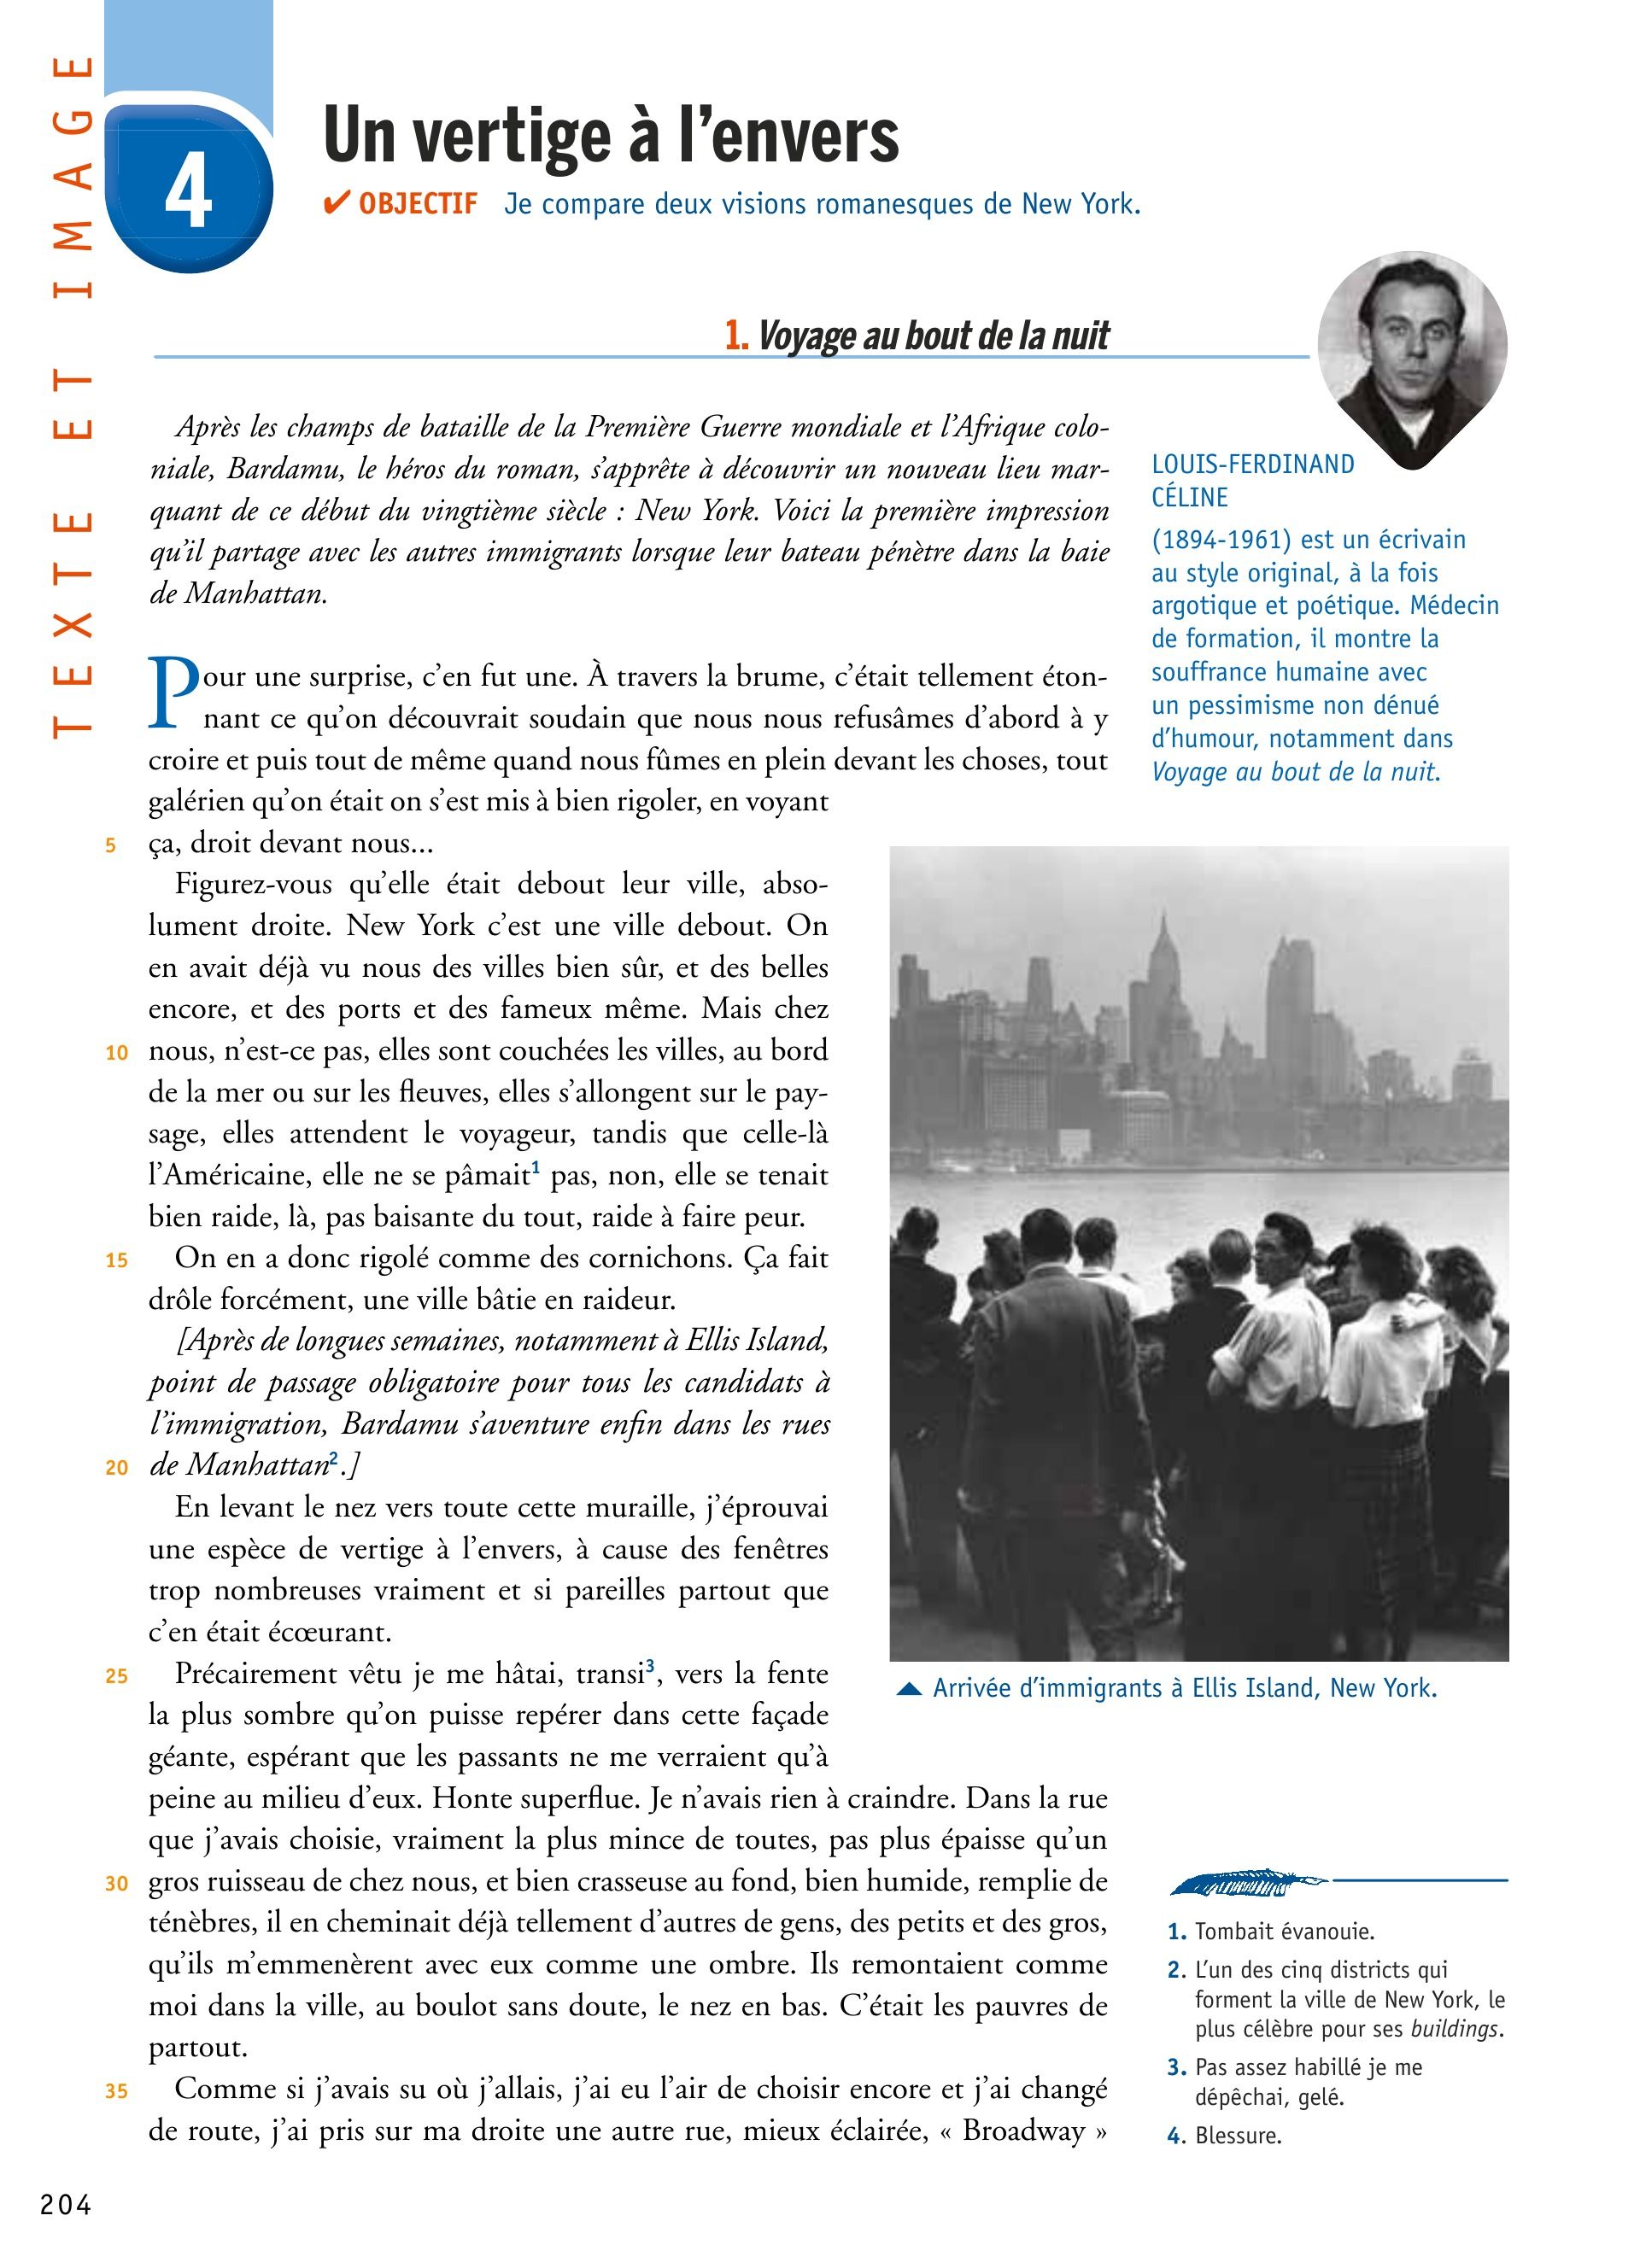 TEXTE ET IMAGE
4
Un vertige à l’envers
✔ OBJECTIF Je compare deux visions romanesques de New York.
1. Voyage au bout de la nuit
Après les champs de bataille de la Première Guerre mondiale et l’Afrique colo-
niale, Bardamu, le héros du roman, s’apprête à découvrir un nouveau lieu mar-
quant de ce début du vingtième siècle : New York. Voici la première impression
qu’il partage avec les autres immigrants lorsque leur bateau pénètre dans la baie
de Manhattan.
LOUIS-FERDINAND
CÉLINE
(1894-1961) est un écrivain
au style original, à la fois
argotique et poétique. Médecin
de formation, il montre la
souffrance humaine avec
un pessimisme non dénué
d’humour, notamment dans
Voyage au bout de la nuit.
Pour une surprise, c’en fut une. À travers la brume, c’était tellement éton-
nant ce qu’on découvrait soudain que nous nous refusâmes d’abord à y
croire et puis tout de même quand nous fûmes en plein devant les choses, tout
galérien qu’on était on s’est mis à bien rigoler, en voyant
5 ça, droit devant nous...
Figurez-vous qu’elle était debout leur ville, abso-
lument droite. New York c’est une ville debout. On
en avait déjà vu nous des villes bien sûr, et des belles
encore, et des ports et des fameux même. Mais chez
10 nous, n’est-ce pas, elles sont couchées les villes, au bord
de la mer ou sur les fleuves, elles s’allongent sur le pay-
sage, elles attendent le voyageur, tandis que celle-là
l’Américaine, elle ne se pâmait1 pas, non, elle se tenait
bien raide, là, pas baisante du tout, raide à faire peur.
15 On en a donc rigolé comme des cornichons. Ça fait
drôle forcément, une ville bâtie en raideur.
[Après de longues semaines, notamment à Ellis Island,
point de passage obligatoire pour tous les candidats à
l’immigration, Bardamu s’aventure enfin dans les rues
20 de Manhattan2.]
En levant le nez vers toute cette muraille, j’éprouvai
une espèce de vertige à l’envers, à cause des fenêtres
trop nombreuses vraiment et si pareilles partout que
c’en était écœurant.
25 Précairement vêtu je me hâtai, transi3, vers la fente
la plus sombre qu’on puisse repérer dans cette façade
géante, espérant que les passants ne me verraient qu’à
peine au milieu d’eux. Honte superflue. Je n’avais rien à craindre. Dans la rue
que j’avais choisie, vraiment la plus mince de toutes, pas plus épaisse qu’un
30 gros ruisseau de chez nous, et bien crasseuse au fond, bien humide, remplie de
ténèbres, il en cheminait déjà tellement d’autres de gens, des petits et des gros,
qu’ils m’emmenèrent avec eux comme une ombre. Ils remontaient comme
moi dans la ville, au boulot sans doute, le nez en bas. C’était les pauvres de
partout.
35 Comme si j’avais su où j’allais, j’ai eu l’air de choisir encore et j’ai changé
de route, j’ai pris sur ma droite une autre rue, mieux éclairée, « Broadway »
Arrivée d’immigrants à Ellis Island, New York.
1. Tombait évanouie.
2. L’un des cinq districts qui
forment la ville de New York, le
plus célèbre pour ses buildings.
3. Pas assez habillé je me
dépêchai, gelé.
4. Blessure.
204